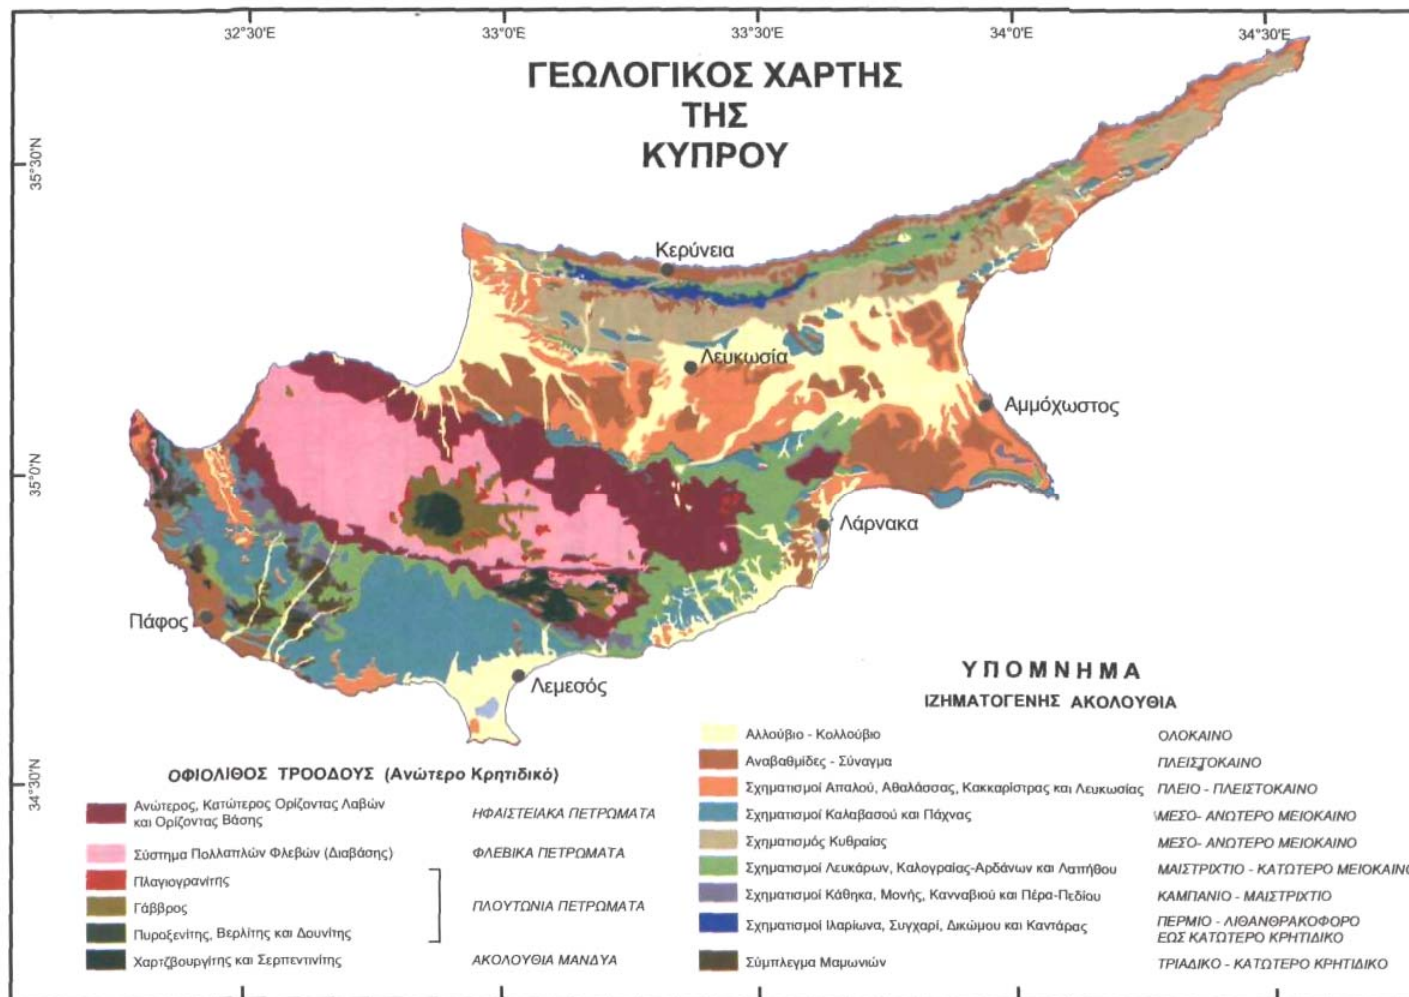 32°30'E 33°0'E 33°30'E 34°0'E 34°30'E
ΓΕΩΛΟΓΙΚΟΣ ΧΑΡΤΗΣ
ΤΗΣ
ΚΥΠΡΟΥ
35°30'N
Κερύνεια
Λευκωσία
Αμμόχωστος
35°0'N
Λάρνακα
Πάφος
Λεμεσός
34°30'N
ΟΦΙΟΛΙΘΟΣ ΤΡΟΟΔΟΥΣ (Ανώτερο Κρητιδικό)
Ανώτερος, Κατώτερος Ορίζοντας Λαβών
και Ορίζοντας Βάσης
ΗΦΑΙΣΤΕΙΑΚΑ ΠΕΤΡΩΜΑΤΑ
Σύστημα Πολλαπλών Φλεβών (Διαβάσης) ΦΛΕΒΙΚΑ ΠΕΤΡΩΜΑΤΑ
Πλαγιογρανίτης
Γάββρος
ΠΛΟΥΤΩΝΙΑ ΠΕΤΡΩΜΑΤΑ
Πυροξενίτης, Βερλίτης και Δουνίτης
Χαρτζβουργίτης και Σερπεντινίτης ΑΚΟΛΟΥΘΙΑ ΜΑΝΔΥΑ
ΥΠΟΜΝΗΜΑ
ΙΖΗΜΑΤΟΓΕΝΗΣ ΑΚΟΛΟΥΘΙΑ
Αλλούβιο - Κολλούβιο ΟΛΟΚΑΙΝΟ
Αναβαθμίδες - Σύναγμα ΠΛΕΙΣΤΟΚΑΙΝΟ
Σχηματισμοί Απαλού, Αθαλάσσας, Κακκαρίστρας και Λευκωσίας ΠΛΕΙΟ - ΠΛΕΙΣΤΟΚΑΙΝΟ
Σχηματισμοί Καλαβασού και Πάχνας ΜΕΣΟ- ΑΝΩΤΕΡΟ ΜΕΙΟΚΑΙΝΟ
Σχηματισμός Κυθραίας ΜΕΣΟ- ΑΝΩΤΕΡΟ ΜΕΙΟΚΑΙΝΟ
Σχηματισμοί Λευκάρων, Καλογραίας-Αρδάνων και Λαπήθου ΜΑΙΣΤΡΙΧΤΙΟ - ΚΑΤΩΤΕΡΟ ΜΕΙΟΚΑΙΝΟ
Σχηματισμοί Κάθηκα, Μονής, Κανναβιού και Πέρα-Πεδίου ΚΑΜΠΑΝΙΟ - ΜΑΙΣΤΡΙΧΤΙΟ
Σχηματισμοί Ιλαρίωνα, Συγχαρί, Δικώμου και Καντάρας ΠΕΡΜΙΟ - ΛΙΘΑΝΘΡΑΚΟΦΟΡΟ
ΕΩΣ ΚΑΤΩΤΕΡΟ ΚΡΗΤΙΔΙΚΟ
Σύμπλεγμα Μαμωνιών ΤΡΙΑΔΙΚΟ - ΚΑΤΩΤΕΡΟ ΚΡΗΤΙΔΙΚΟ